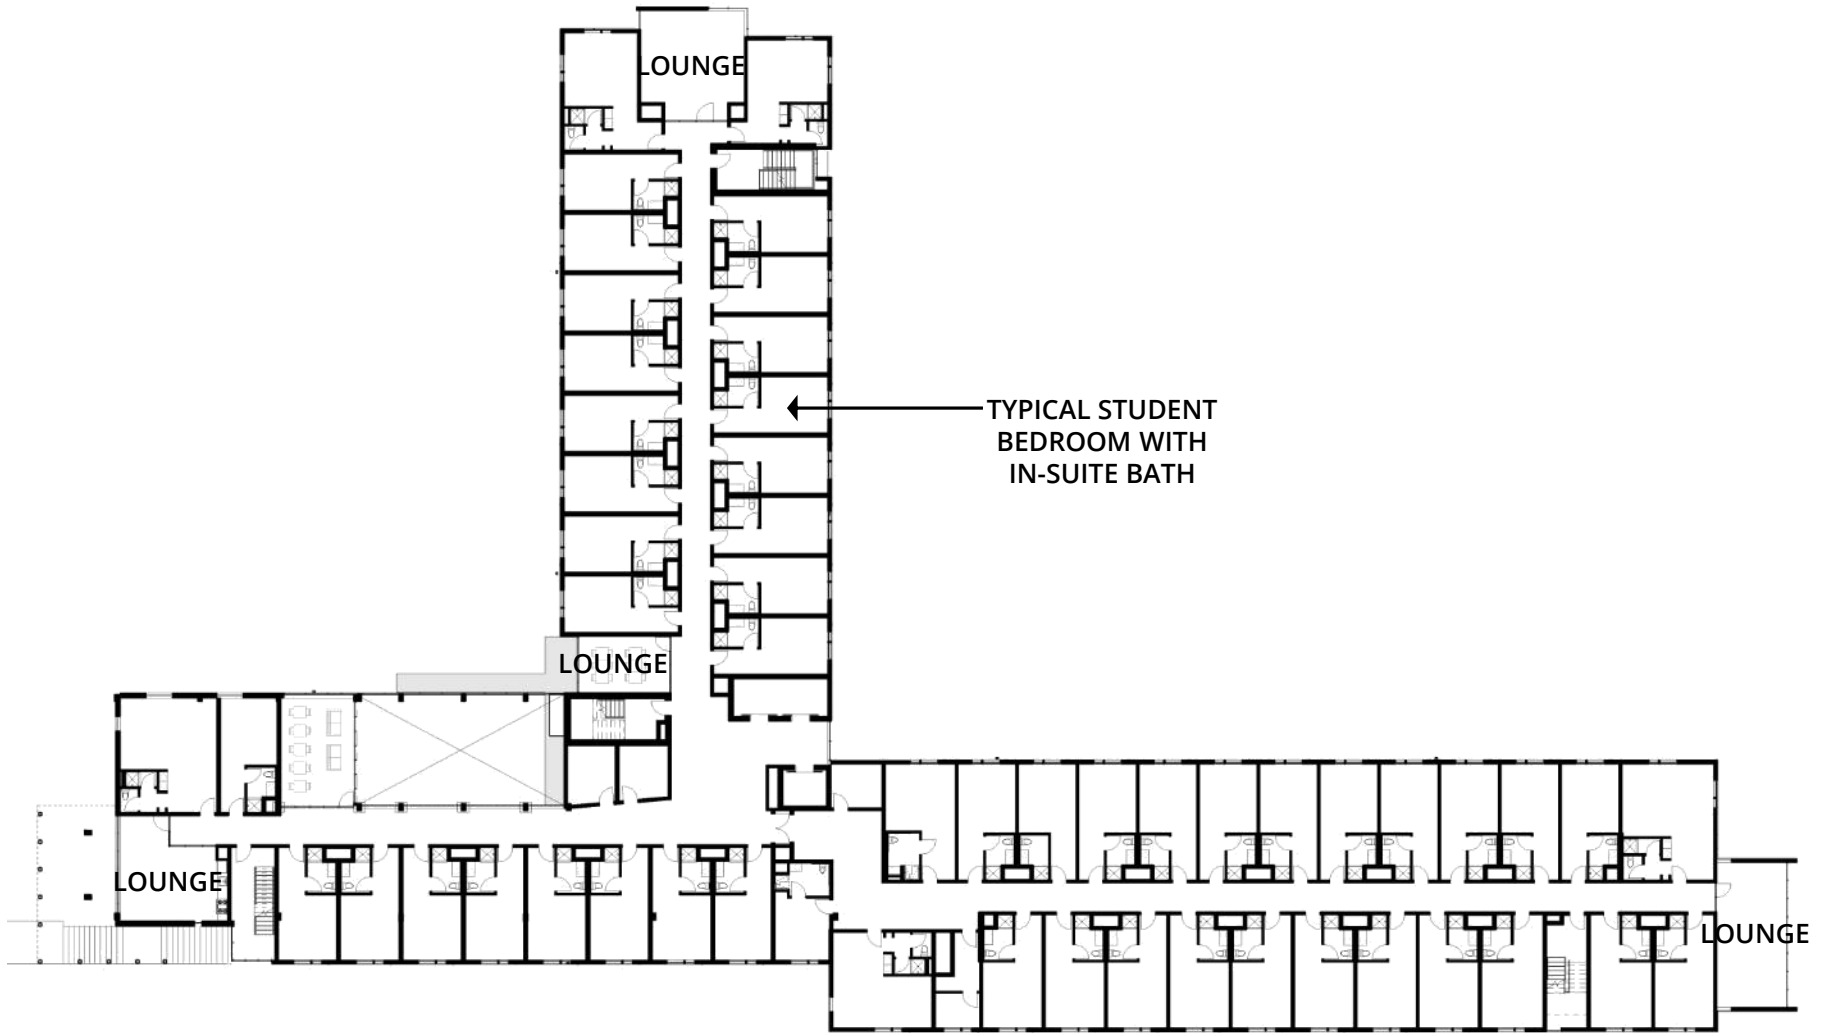 LOUNGE
TYPICAL STUDENT
BEDROOM WITH
IN-SUITE BATH
LOUNGE
LOUNGE
LOUNGE